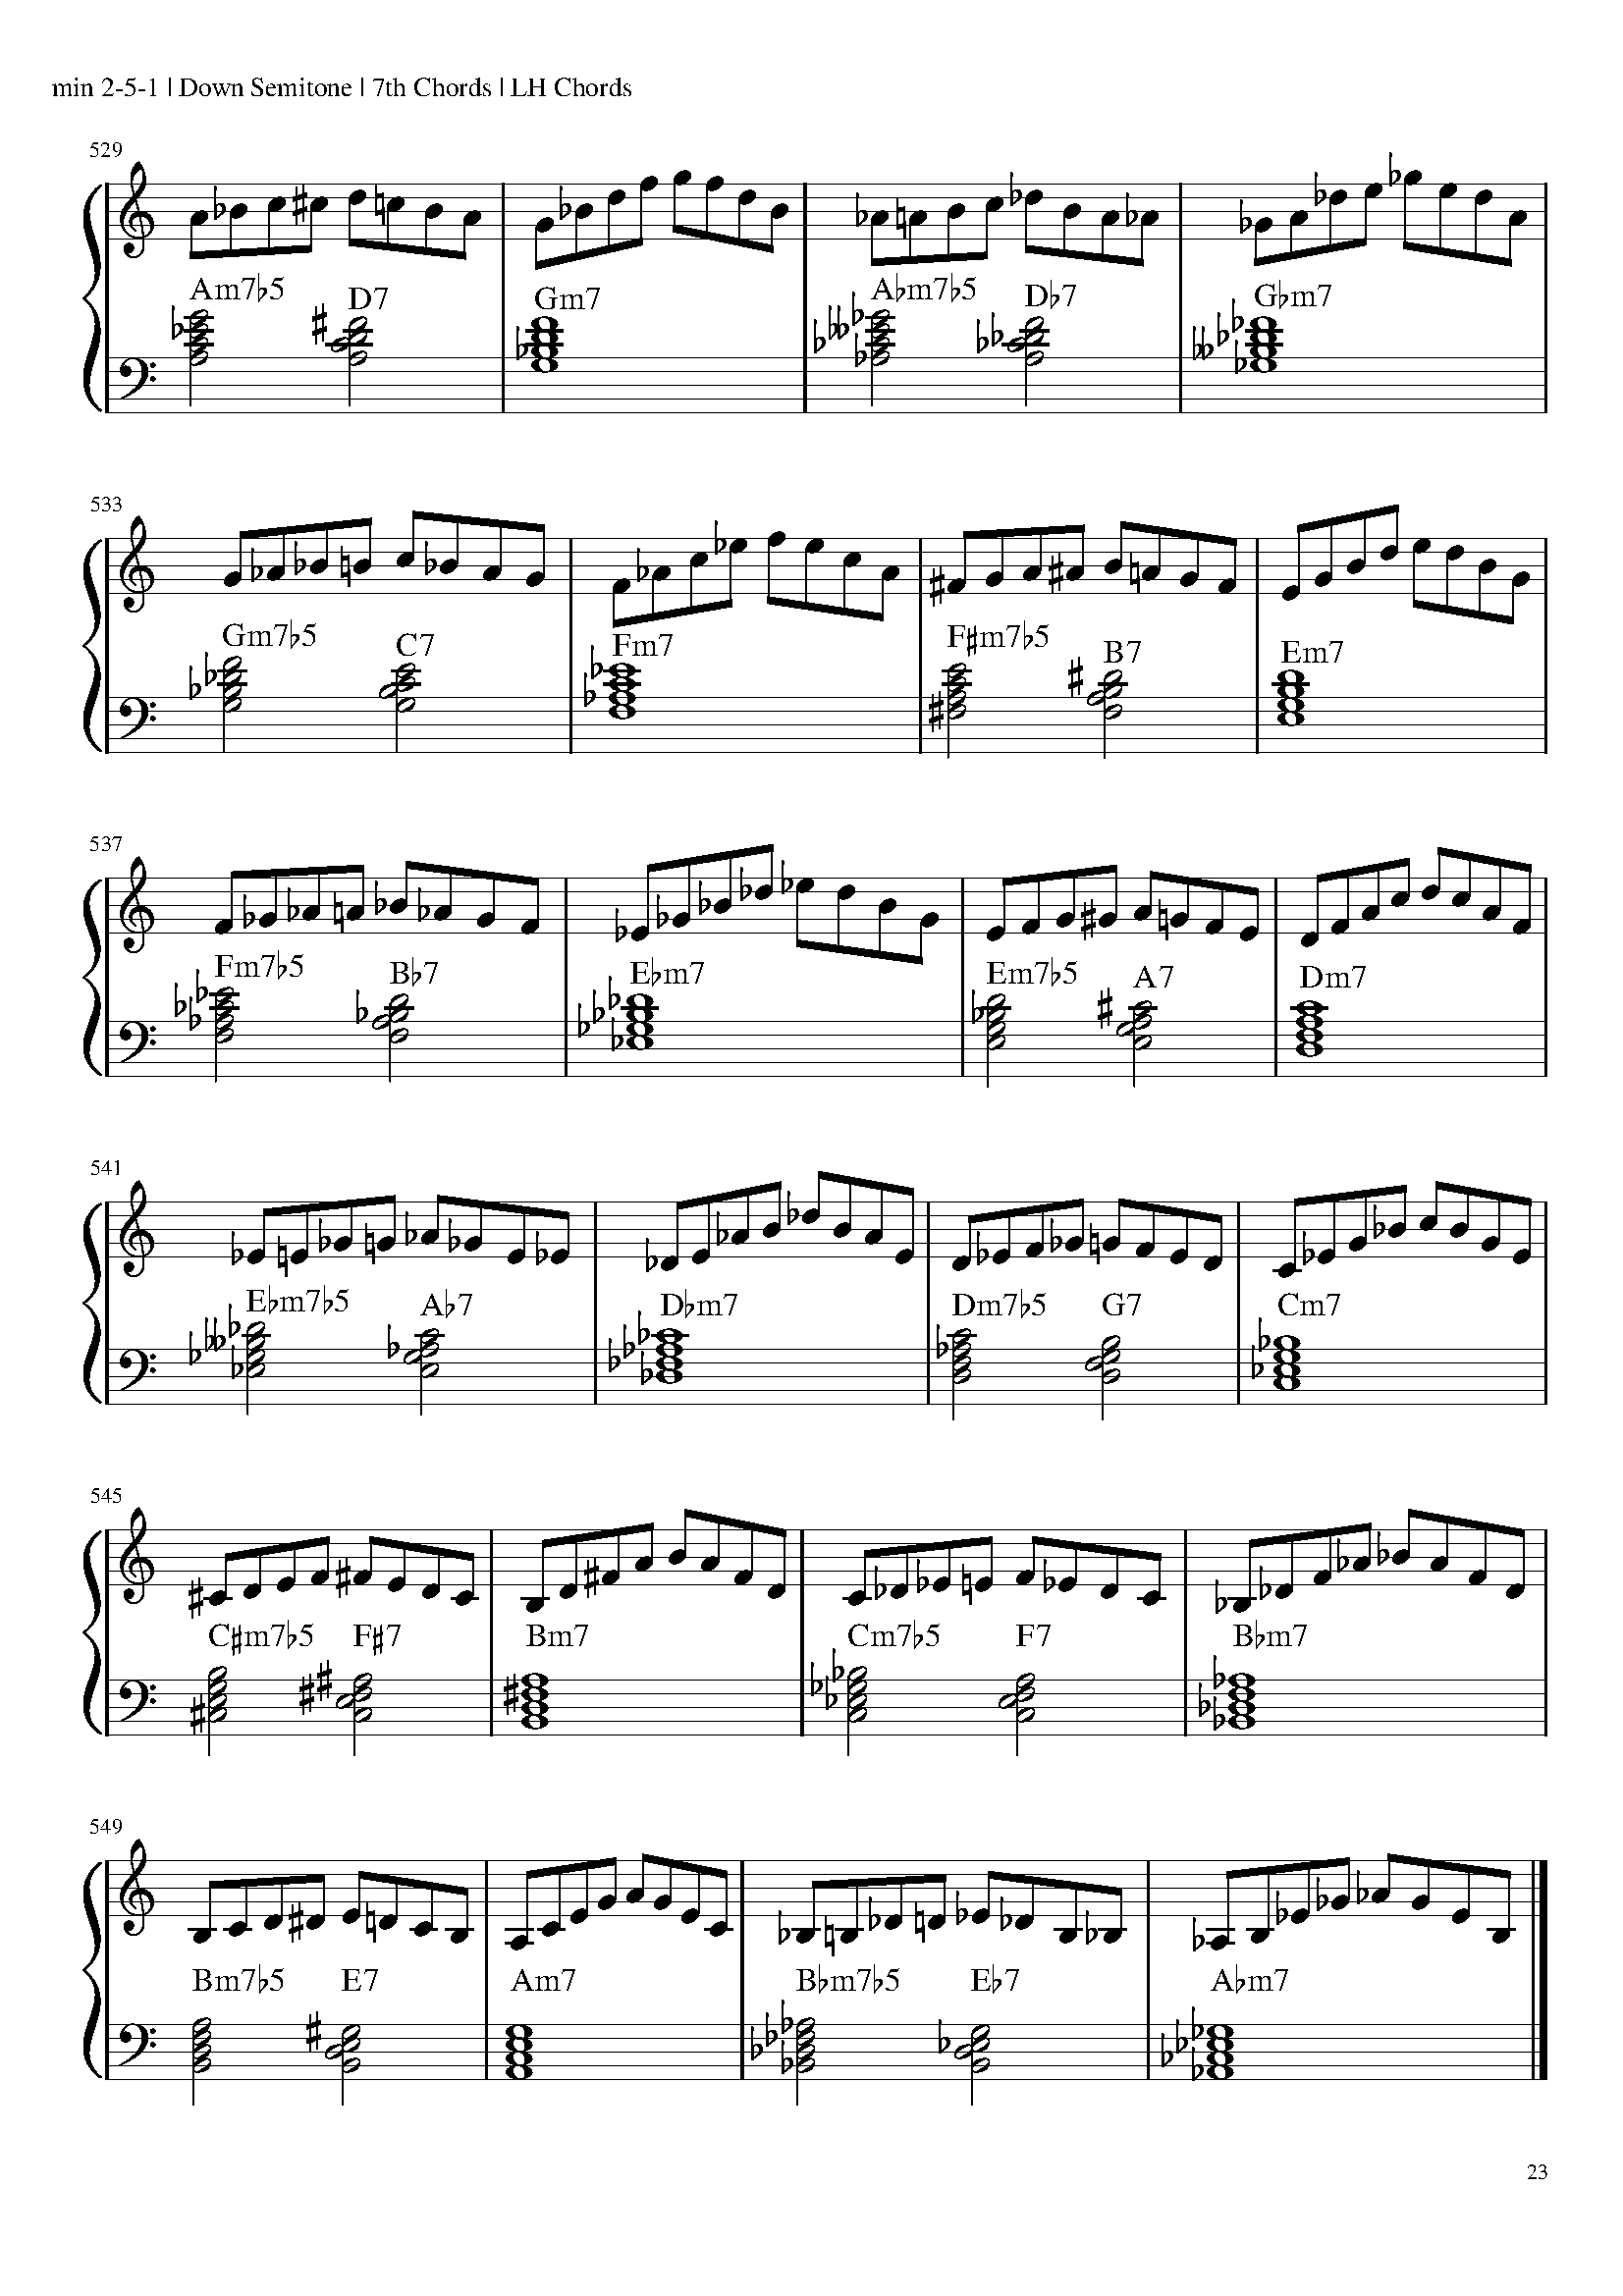 min 2-5-1 | Down Semitone | 7th Chords | LH Chords
529
Am7♭5 D7 Gm7 A♭m7♭5 D♭7 G♭m7
533
Gm7♭5 C7 Fm7 F♯m7♭5 B7 Em7
537
Fm7♭5 B♭7 E♭m7 Em7♭5 A7 Dm7
541
E♭m7♭5 A♭7 D♭m7 Dm7♭5 G7 Cm7
545
C♯m7♭5 F♯7 Bm7 Cm7♭5 F7 B♭m7
549
Bm7♭5 E7 Am7 B♭m7♭5 E♭7 A♭m7
23